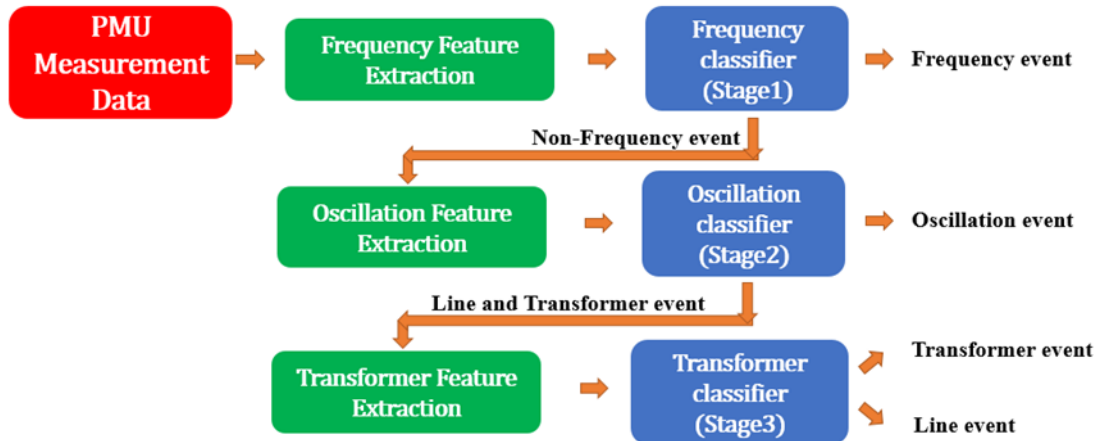 PMU
Measurement
Data
Frequency Feature
Extraction
Frequency
classifier
(Stage1)
Frequency event
Non-Frequency event
Oscillation Feature
Extraction
Oscillation
classifier
(Stage2)
Oscillation event
Line and Transformer event
Transformer Feature
Extraction
Transformer
classifier
(Stage3)
Transformer event
Line event